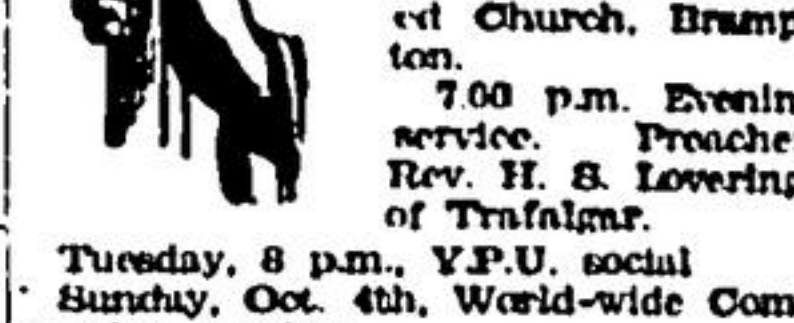 ed Church, Bramp
ton.
7.00 p.m. Evenin
service. Preacher
Rev. H. S. Lovering
of Trafalgar.
Tuesday, 8 p.m., Y.P.U. social
Sunday, Oct. 4th, World-wide Com